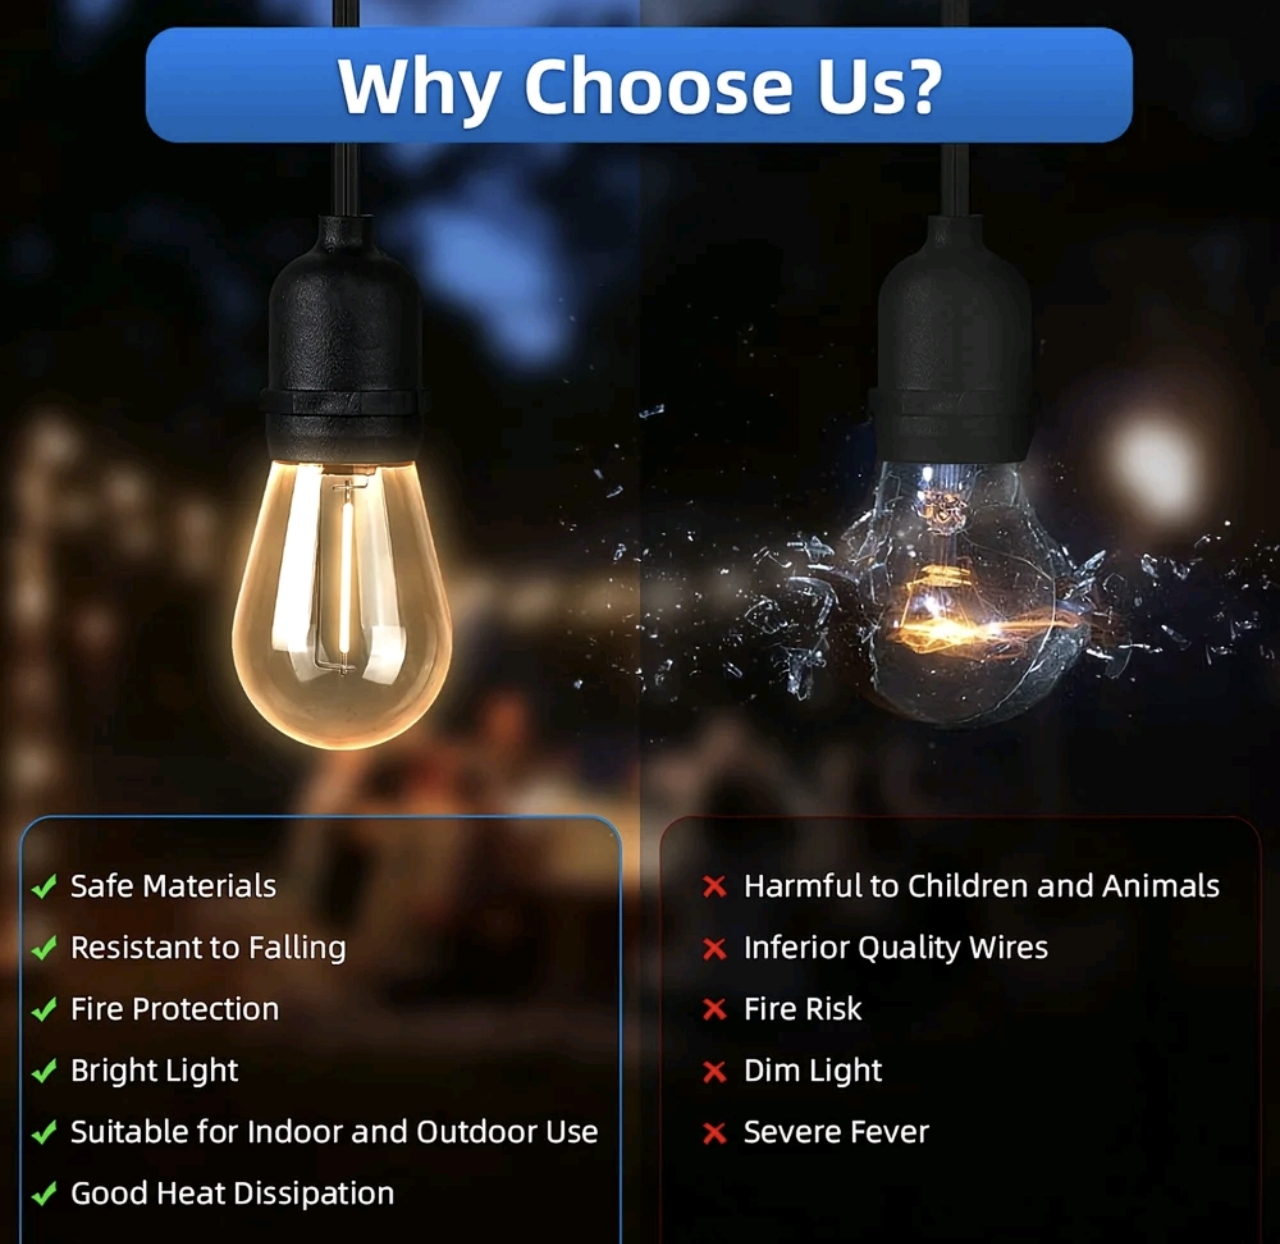 Why Choose Us?
Safe Materials
Resistant to Falling
Fire Protection
Bright Light
Suitable for Indoor and Outdoor Use
Good Heat Dissipation
Harmful to Children and Animals
Inferior Quality Wires
Fire Risk
Dim Light
Severe Fever